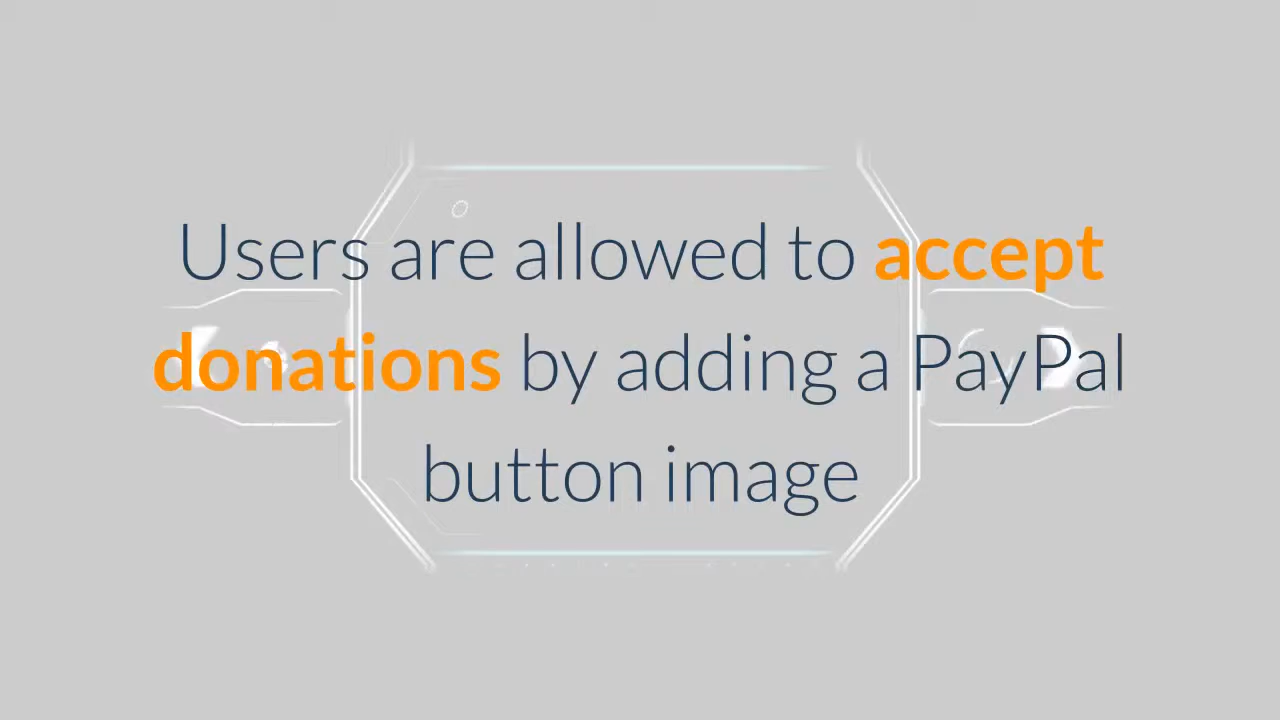 Users are allowed to accept
donations by adding a PayPal
button image